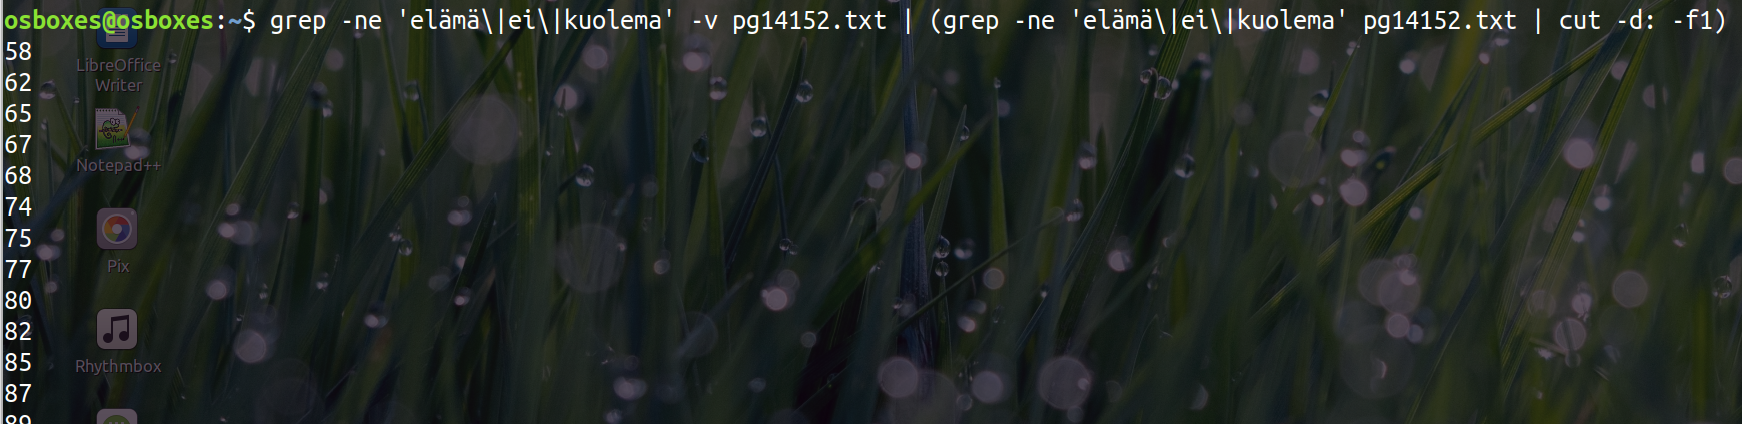 osboxes@osboxes:~$ grep -ne 'elämä\|ei\|kuolema' -v pg14152.txt | (grep -ne 'elämä\|ei\|kuolema' pg14152.txt | cut -d: -f1)
58
LibreOffice
Writer
62
65
67
Notepad++
68
74
75
77
Pix
80
82
85
Rhythmbox
87
89